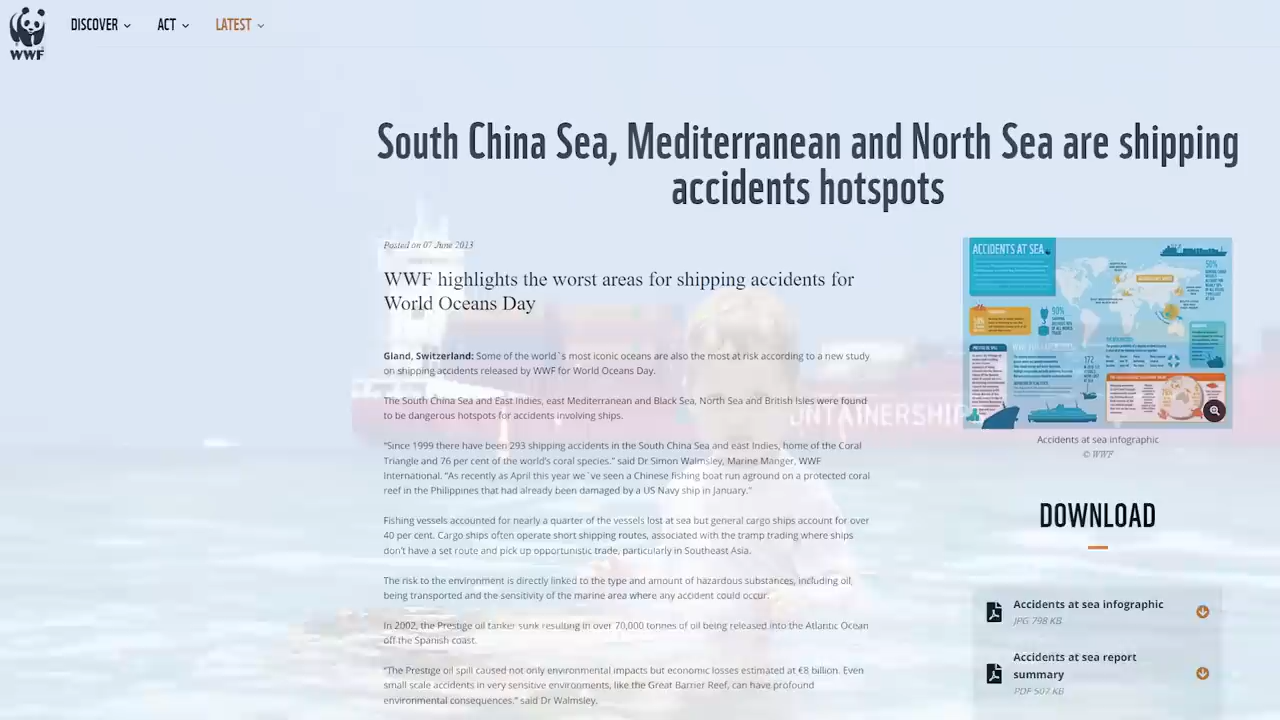 DISCOVER
ACT
LATEST
WWF
South China Sea, Mediterranean and North Sea are shipping
accidents hotspots
Posted on 07 June 2013
WWF highlights the worst areas for shipping accidents for
World Oceans Day
Gland, Switzerland: Some of the world`s most iconic oceans are also the most at risk according to a new study
on shipping accidents released by WWF for World Oceans Day.
The South China Sea and East Indies, east Mediterranean and Black Sea, North Sea and British Isles were found
to be dangerous hotspots for accidents involving ships.
“Since 1999 there have been 293 shipping accidents in the South China Sea and east Indies, home of the Coral
Triangle and 76 per cent of the world’s coral species.” said Dr Simon Walmsley, Marine Manger, WWF
International. “As recently as April this year we`ve seen a Chinese fishing boat run aground on a protected coral
reef in the Philippines that had already been damaged by a US Navy ship in January.”
Fishing vessels accounted for nearly a quarter of the vessels lost at sea but general cargo ships account for over
40 per cent. Cargo ships often operate short shipping routes, associated with the tramp trading where ships
don’t have a set route and pick up opportunistic trade, particularly in Southeast Asia.
The risk to the environment is directly linked to the type and amount of hazardous substances, including oil,
being transported and the sensitivity of the marine area where any accident could occur.
In 2002, the Prestige oil tanker sunk resulting in over 70,000 tonnes of oil being released into the Atlantic Ocean
off the Spanish coast.
“The Prestige oil spill caused not only environmental impacts but economic losses estimated at €8 billion. Even
small scale accidents in very sensitive environments, like the Great Barrier Reef, can have profound
environmental consequences.” said Dr Walmsley.
ONTAINERSHIPS
ACCIDENTS AT SEA
50%
90%
172
Accidents at sea infographic
© WWF
DOWNLOAD
Accidents at sea infographic
JPG 798 KB
Accidents at sea report
summary
PDF 507 KB